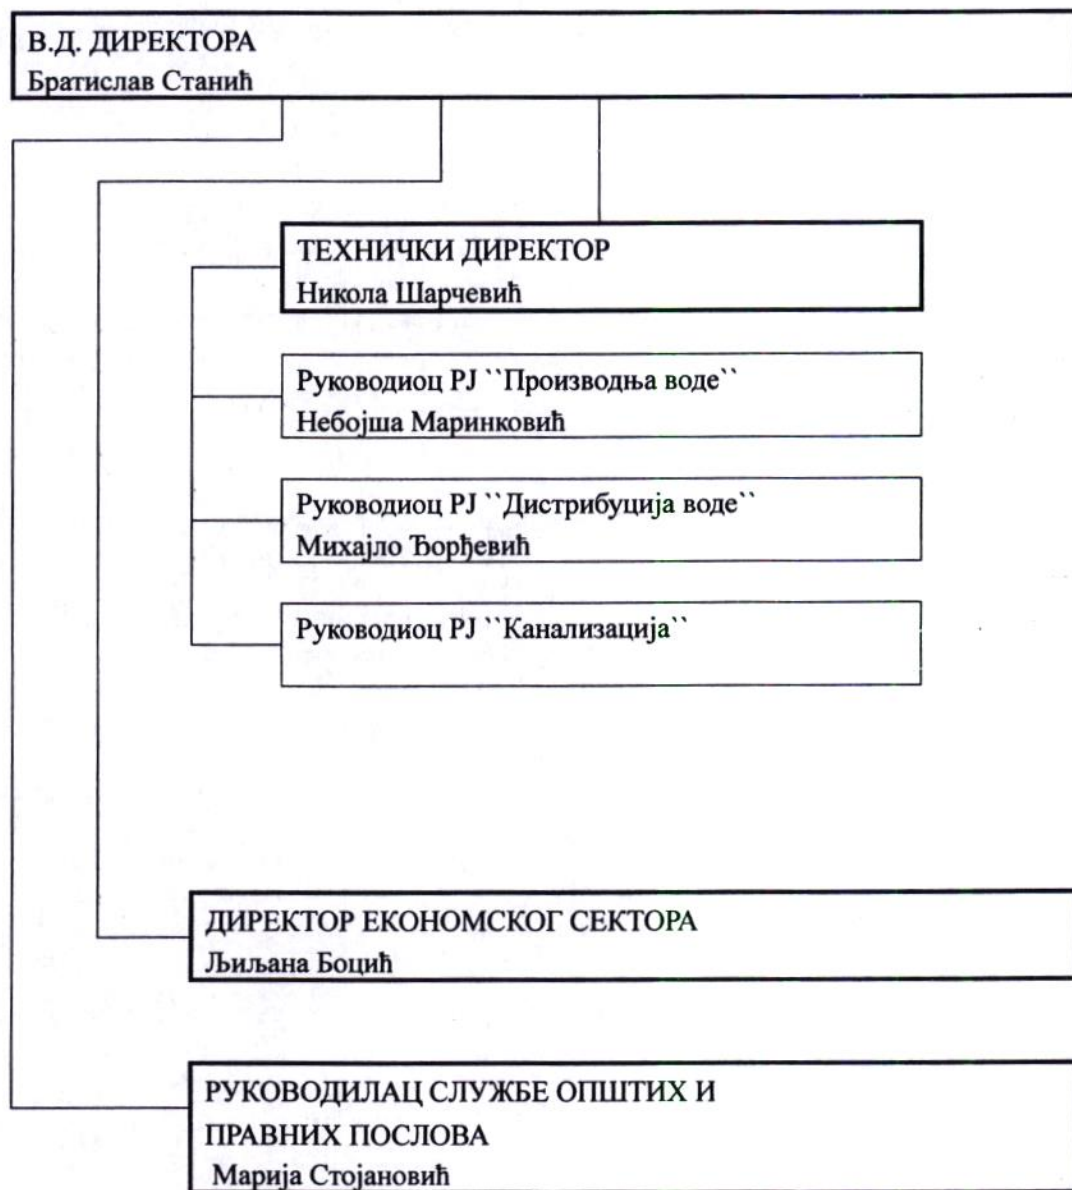 В.Д. ДИРЕКТОРА
Братислав Станић
ТЕХНИЧКИ ДИРЕКТОР
Никола Шарчевић
Руководиоц РЈ ``Производња воде``
Небојша Маринковић
Руководиоц РЈ ``Дистрибуција воде``
Михајло Ђорђевић
Руководиоц РЈ ``Канализација``
ДИРЕКТОР ЕКОНОМСКОГ СЕКТОРА
Љиљана Боцић
РУКОВОДИЛАЦ СЛУЖБЕ ОПШТИХ И
ПРАВНИХ ПОСЛОВА
Марија Стојановић